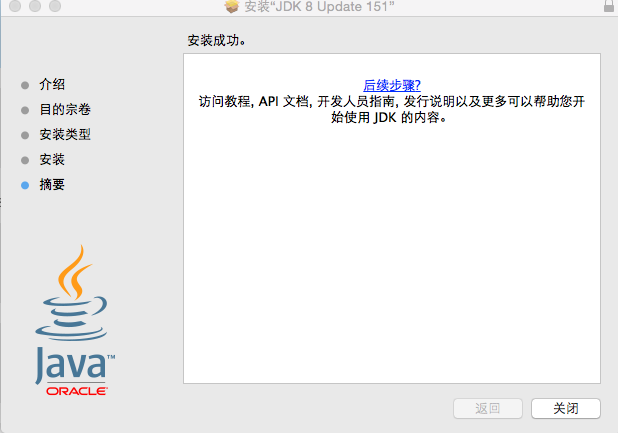 安装“JDK 8 Update 151”
安装成功。
介绍
目的宗卷
安装类型
安装
摘要
后续步骤?
访问教程, API 文档, 开发人员指南, 发行说明以及更多可以帮助您开
始使用 JDK 的内容。
Java™
ORACLE
返回
关闭